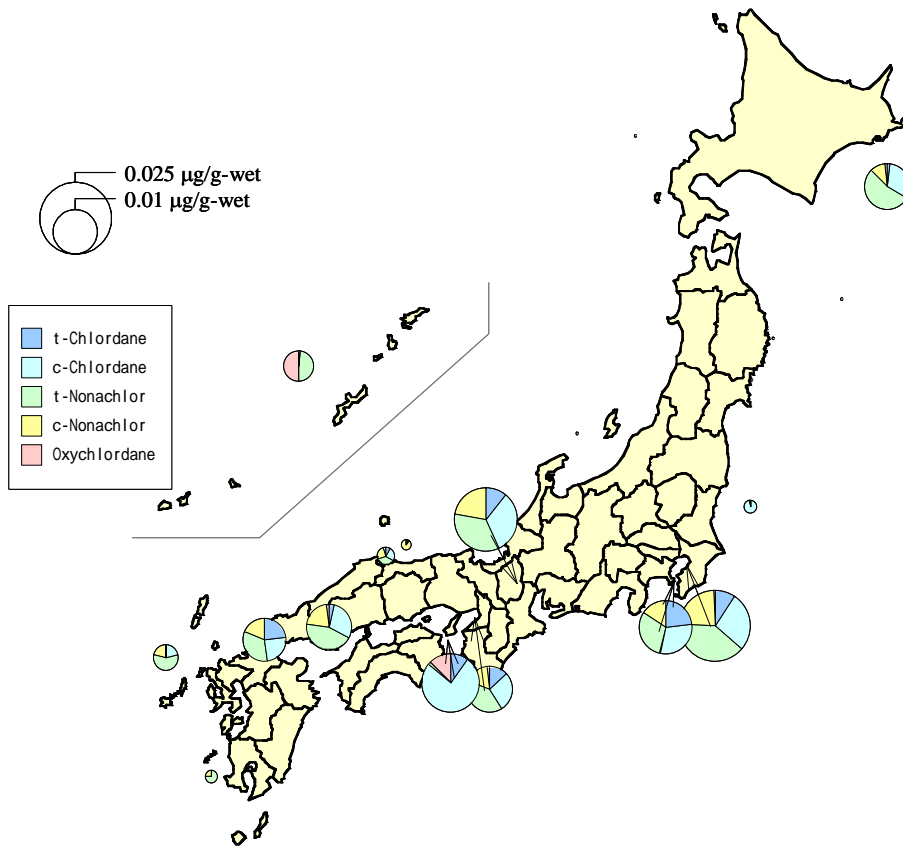 0.025 µg/g-wet
0.01 µg/g-wet
t-Chlordane
c-Chlordane
t-Nonachlor
c-Nonachlor
Oxychlordane